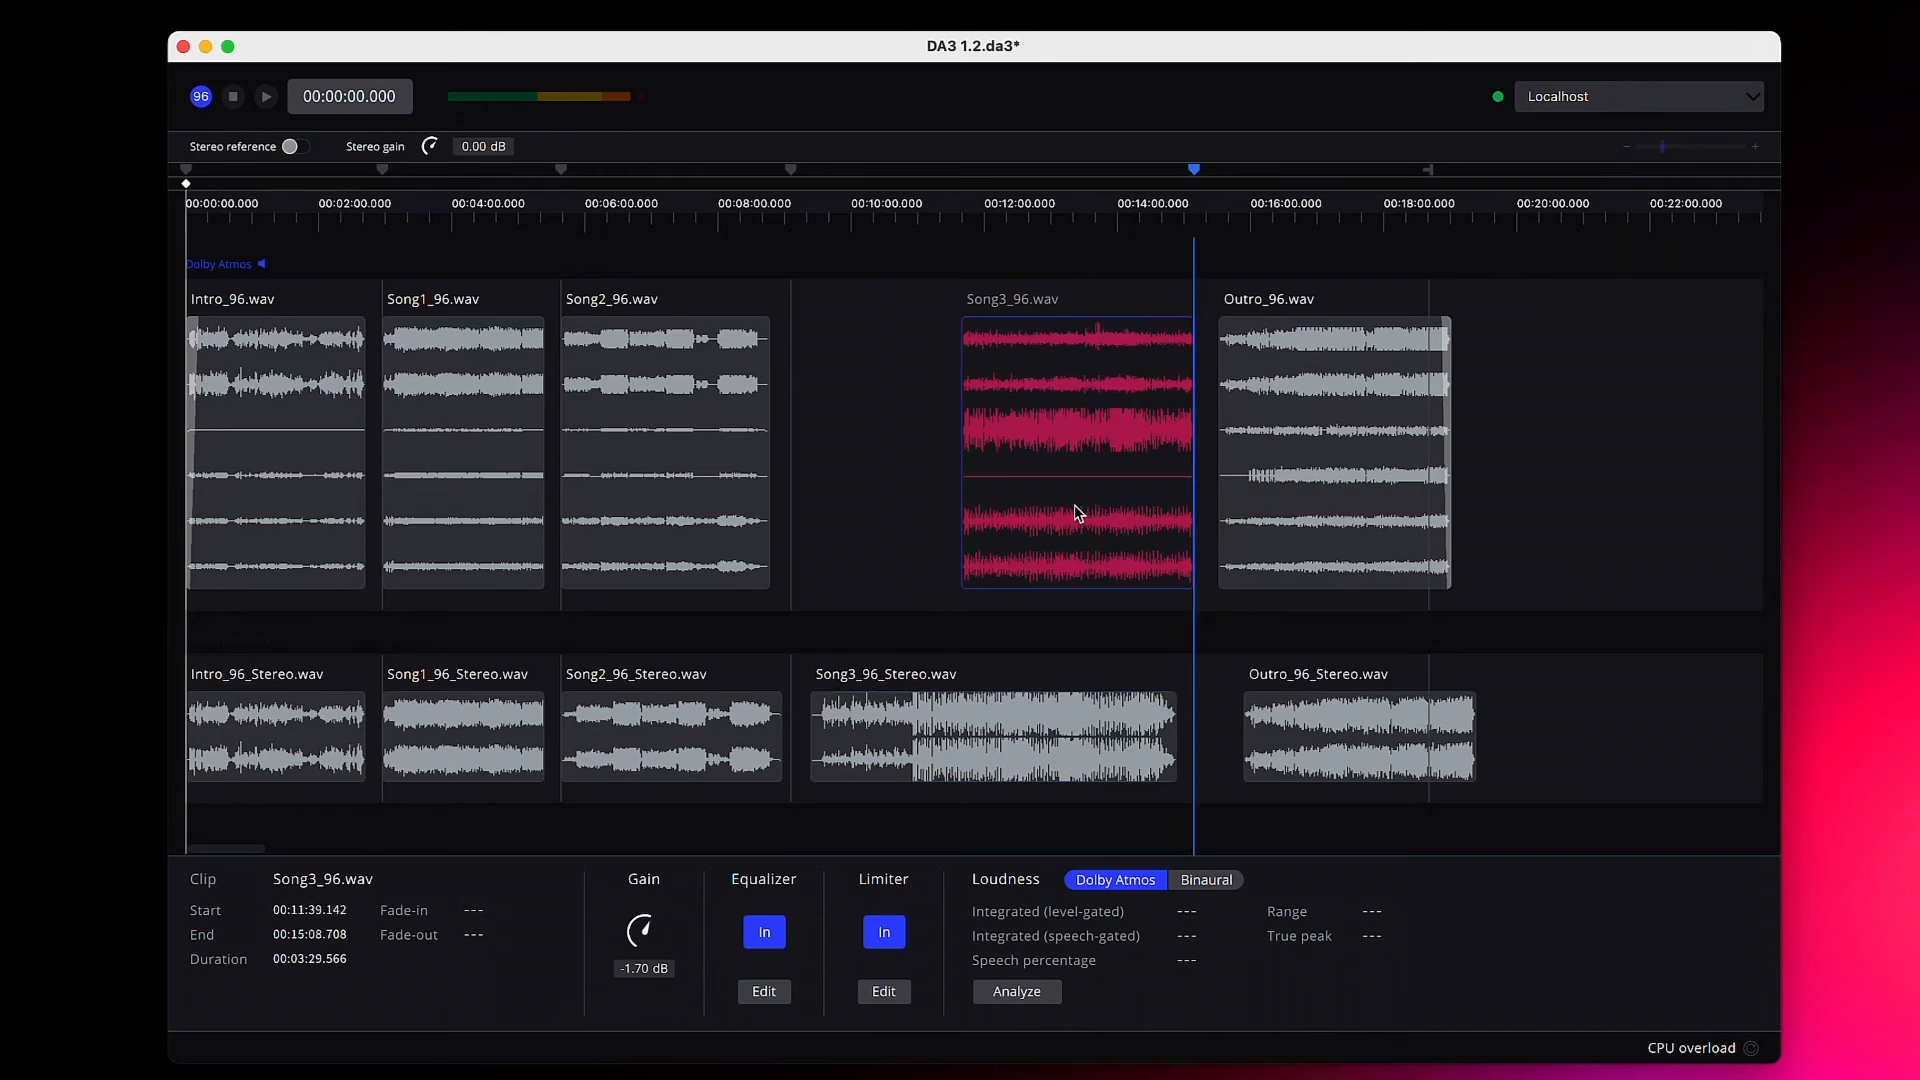 DA3 1.2.da3*
96
00:00:00.000
Localhost
Stereo reference
Stereo gain
0.00 dB
00:00:00.000 00:02:00.000 00:04:00.000 00:06:00.000 00:08:00.000 00:10:00.000 00:12:00.000 00:14:00.000 00:16:00.000 00:18:00.000 00:20:00.000 00:22:00.000
Dolby Atmos
Intro_96.wav Song1_96.wav Song2_96.wav Song3_96.wav Outro_96.wav
Intro_96_Stereo.wav Song1_96_Stereo.wav Song2_96_Stereo.wav Song3_96_Stereo.wav Outro_96_Stereo.wav
Clip Song3_96.wav
Start 00:11:39.142 Fade-in ---
End 00:15:08.708 Fade-out ---
Duration 00:03:29.566
Gain
-1.70 dB
Equalizer
In
Edit
Limiter
In
Edit
Loudness Dolby Atmos Binaural
Integrated (level-gated) --- Range ---
Integrated (speech-gated) --- True peak ---
Speech percentage ---
Analyze
CPU overload